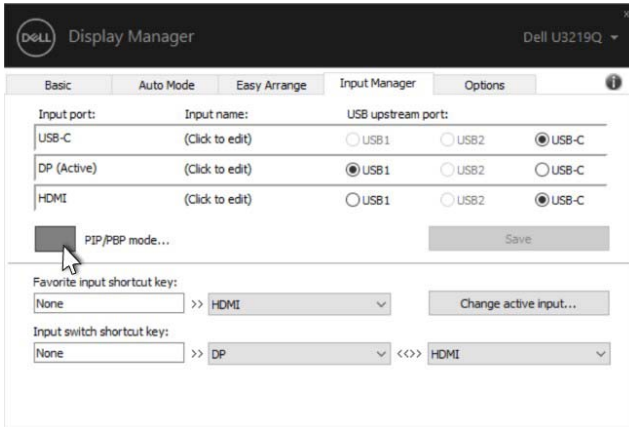 DELL Display Manager Dell U3219Q
Basic Auto Mode Easy Arrange Input Manager Options
Input port: Input name: USB upstream port:
USB-C (Click to edit) USB1 USB2 USB-C
DP (Active) (Click to edit) USB1 USB2 USB-C
HDMI (Click to edit) USB1 USB2 USB-C
PIP/PBP mode... Save
Favorite input shortcut key:
None >> HDMI Change active input...
Input switch shortcut key:
None >> DP <<>> HDMI